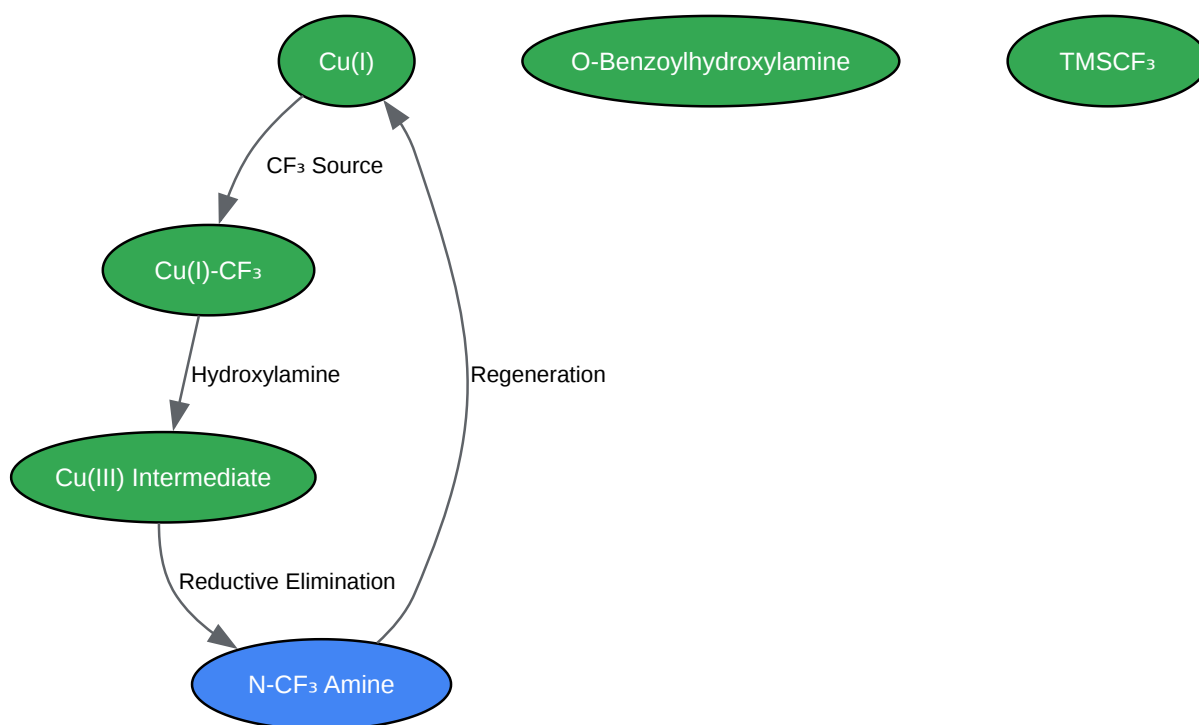 Cu(I)
O-Benzoylhydroxylamine
TMSCF₃
CF₃ Source
Cu(I)-CF₃
Hydroxylamine
Regeneration
Cu(III) Intermediate
Reductive Elimination
N-CF₃ Amine